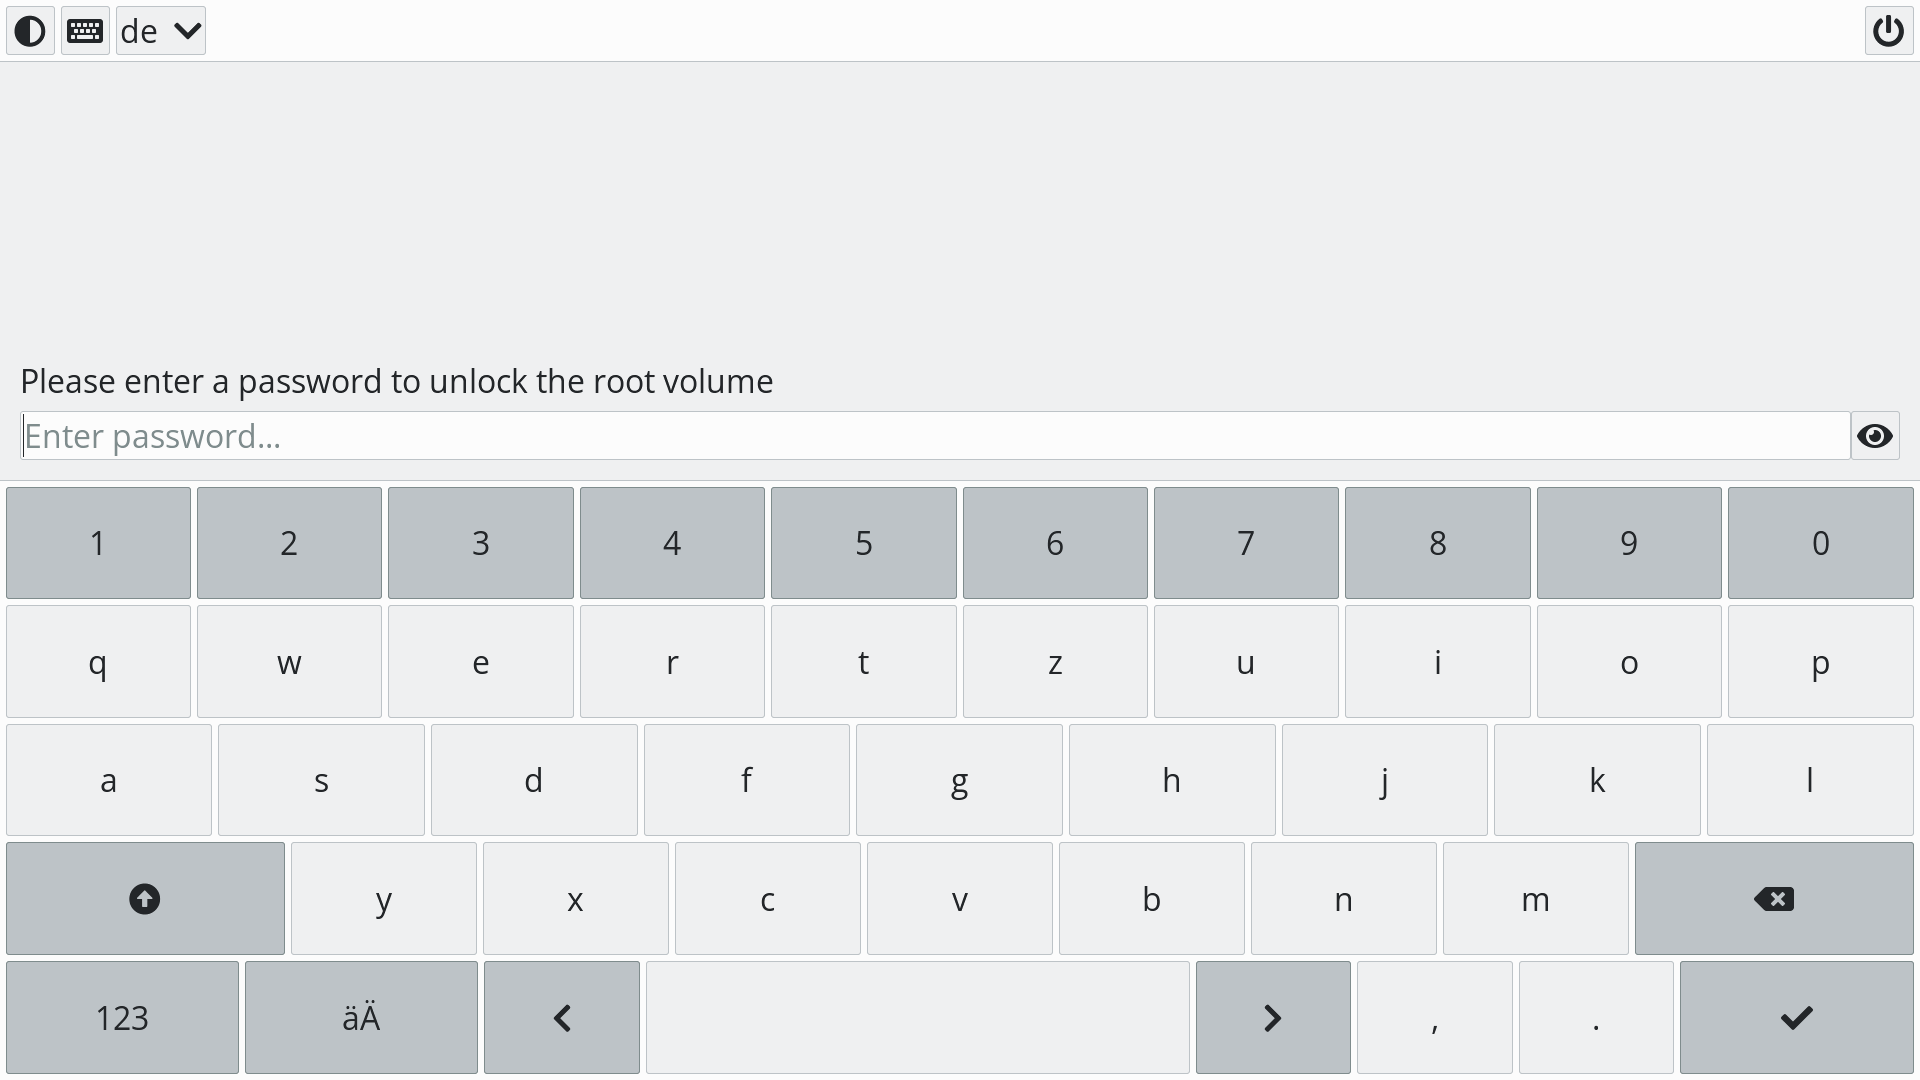 de
Please enter a password to unlock the root volume
Enter password...
1 2 3 4 5 6 7 8 9 0
q w e r t z u i o p
a s d f g h j k l
y x c v b n m
123 äÄ , .